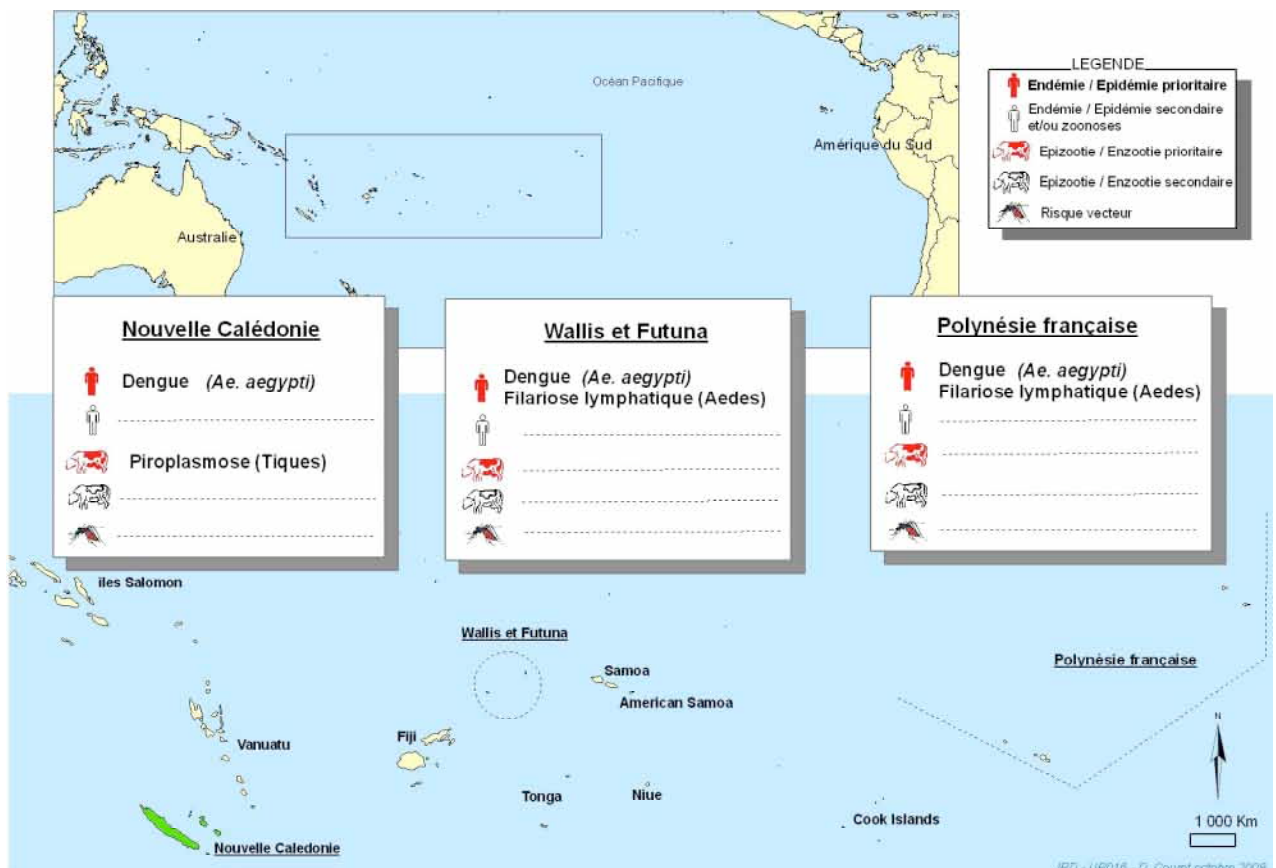 Océan Pacifique
Amérique du Sud
Australie
LEGENDE
Endémie / Epidémie prioritaire
Endémie / Epidémie secondaire
et/ou zoonoses
Epizootie / Enzootie prioritaire
Epizootie / Enzootie secondaire
Risque vecteur
Nouvelle Calédonie
Dengue (Ae. aegypti)
Piroplasmose (Tiques)
Wallis et Futuna
Dengue (Ae. aegypti)
Filariose lymphatique (Aedes)
Polynésie française
Dengue (Ae. aegypti)
Filariose lymphatique (Aedes)
îles Salomon
Wallis et Futuna
Samoa
American Samoa
Polynésie française
Vanuatu
Fiji
Tonga
Niue
Cook Islands
Nouvelle Calédonie
N
1 000 Km